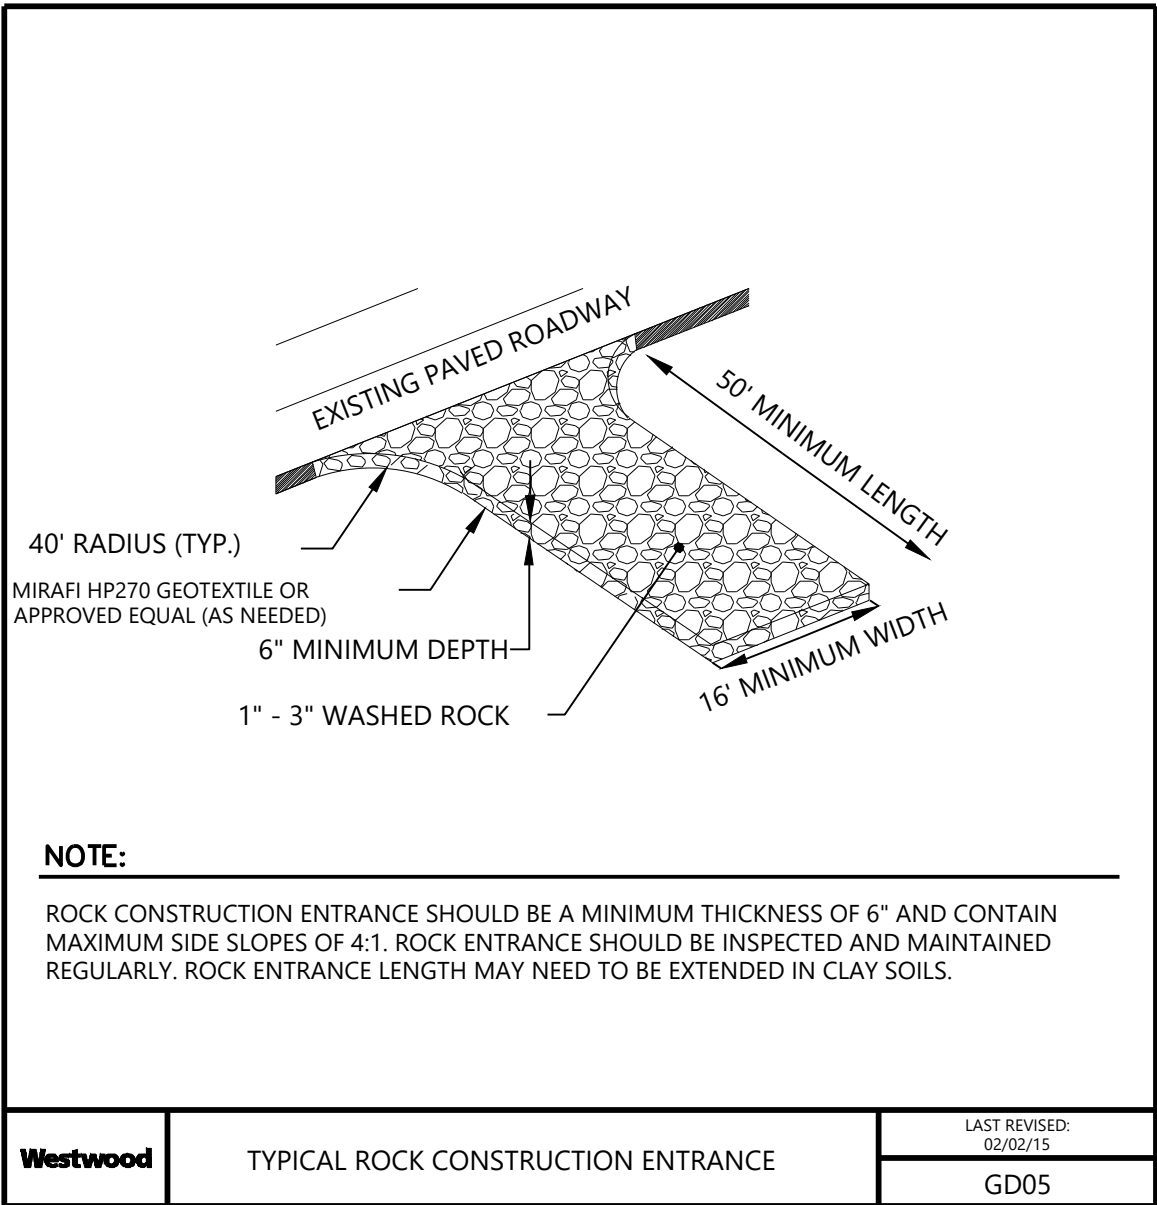 EXISTING PAVED ROADWAY
50' MINIMUM LENGTH
40' RADIUS (TYP.)
MIRAFI HP270 GEOTEXTILE OR
APPROVED EQUAL (AS NEEDED)
6" MINIMUM DEPTH
16' MINIMUM WIDTH
1" - 3" WASHED ROCK
NOTE:
ROCK CONSTRUCTION ENTRANCE SHOULD BE A MINIMUM THICKNESS OF 6" AND CONTAIN
MAXIMUM SIDE SLOPES OF 4:1. ROCK ENTRANCE SHOULD BE INSPECTED AND MAINTAINED
REGULARLY. ROCK ENTRANCE LENGTH MAY NEED TO BE EXTENDED IN CLAY SOILS.
Westwood
TYPICAL ROCK CONSTRUCTION ENTRANCE
LAST REVISED:
02/02/15
GD05